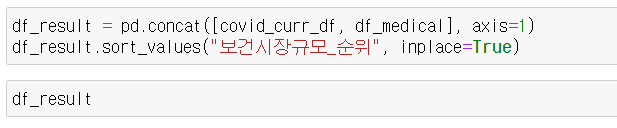 df_result = pd.concat([covid_curr_df, df_medical], axis=1)
df_result.sort_values("보건시장규모_순위", inplace=True)
df_result